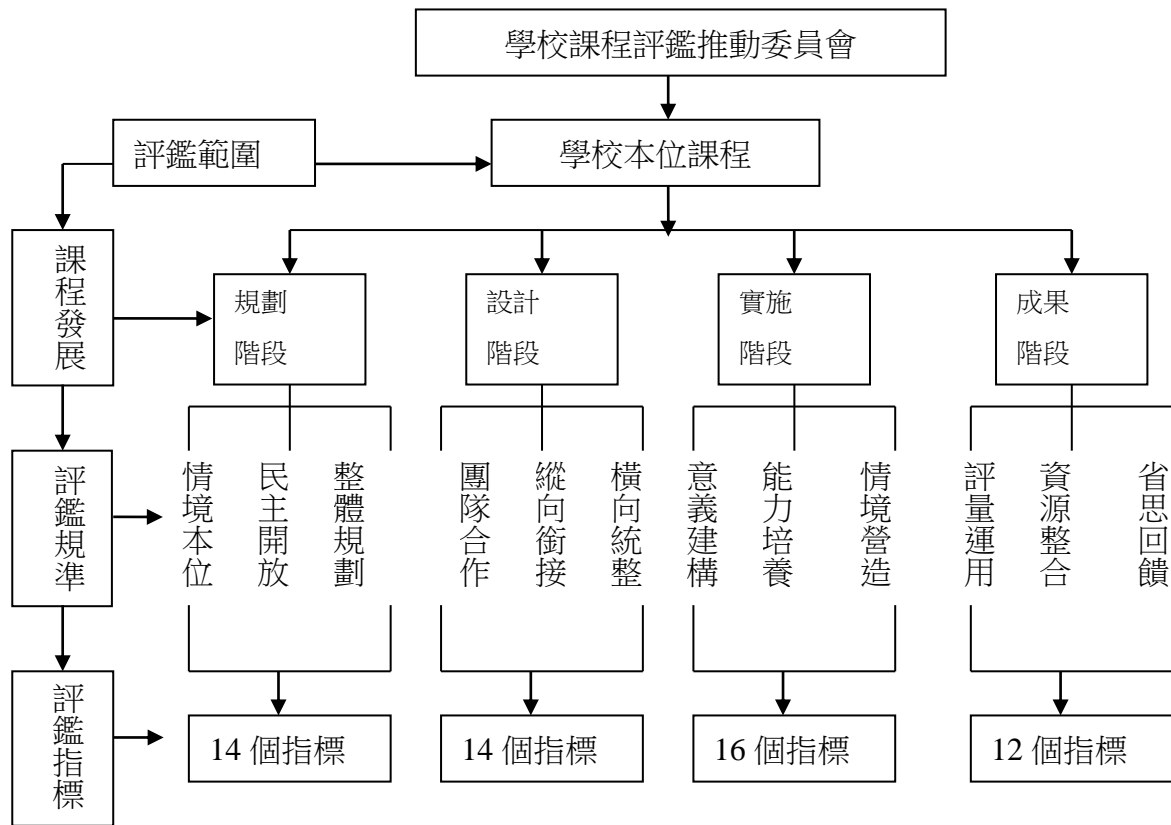 學校課程評鑑推動委員會
評鑑範圍
學校本位課程
課程發展
規劃
階段
設計
階段
實施
階段
成果
階段
評鑑規準
情境本位
民主開放
整體規劃
團隊合作
縱向銜接
橫向統整
意義建構
能力培養
情境營造
評量運用
資源整合
省思回饋
評鑑指標
14 個指標
14 個指標
16 個指標
12 個指標